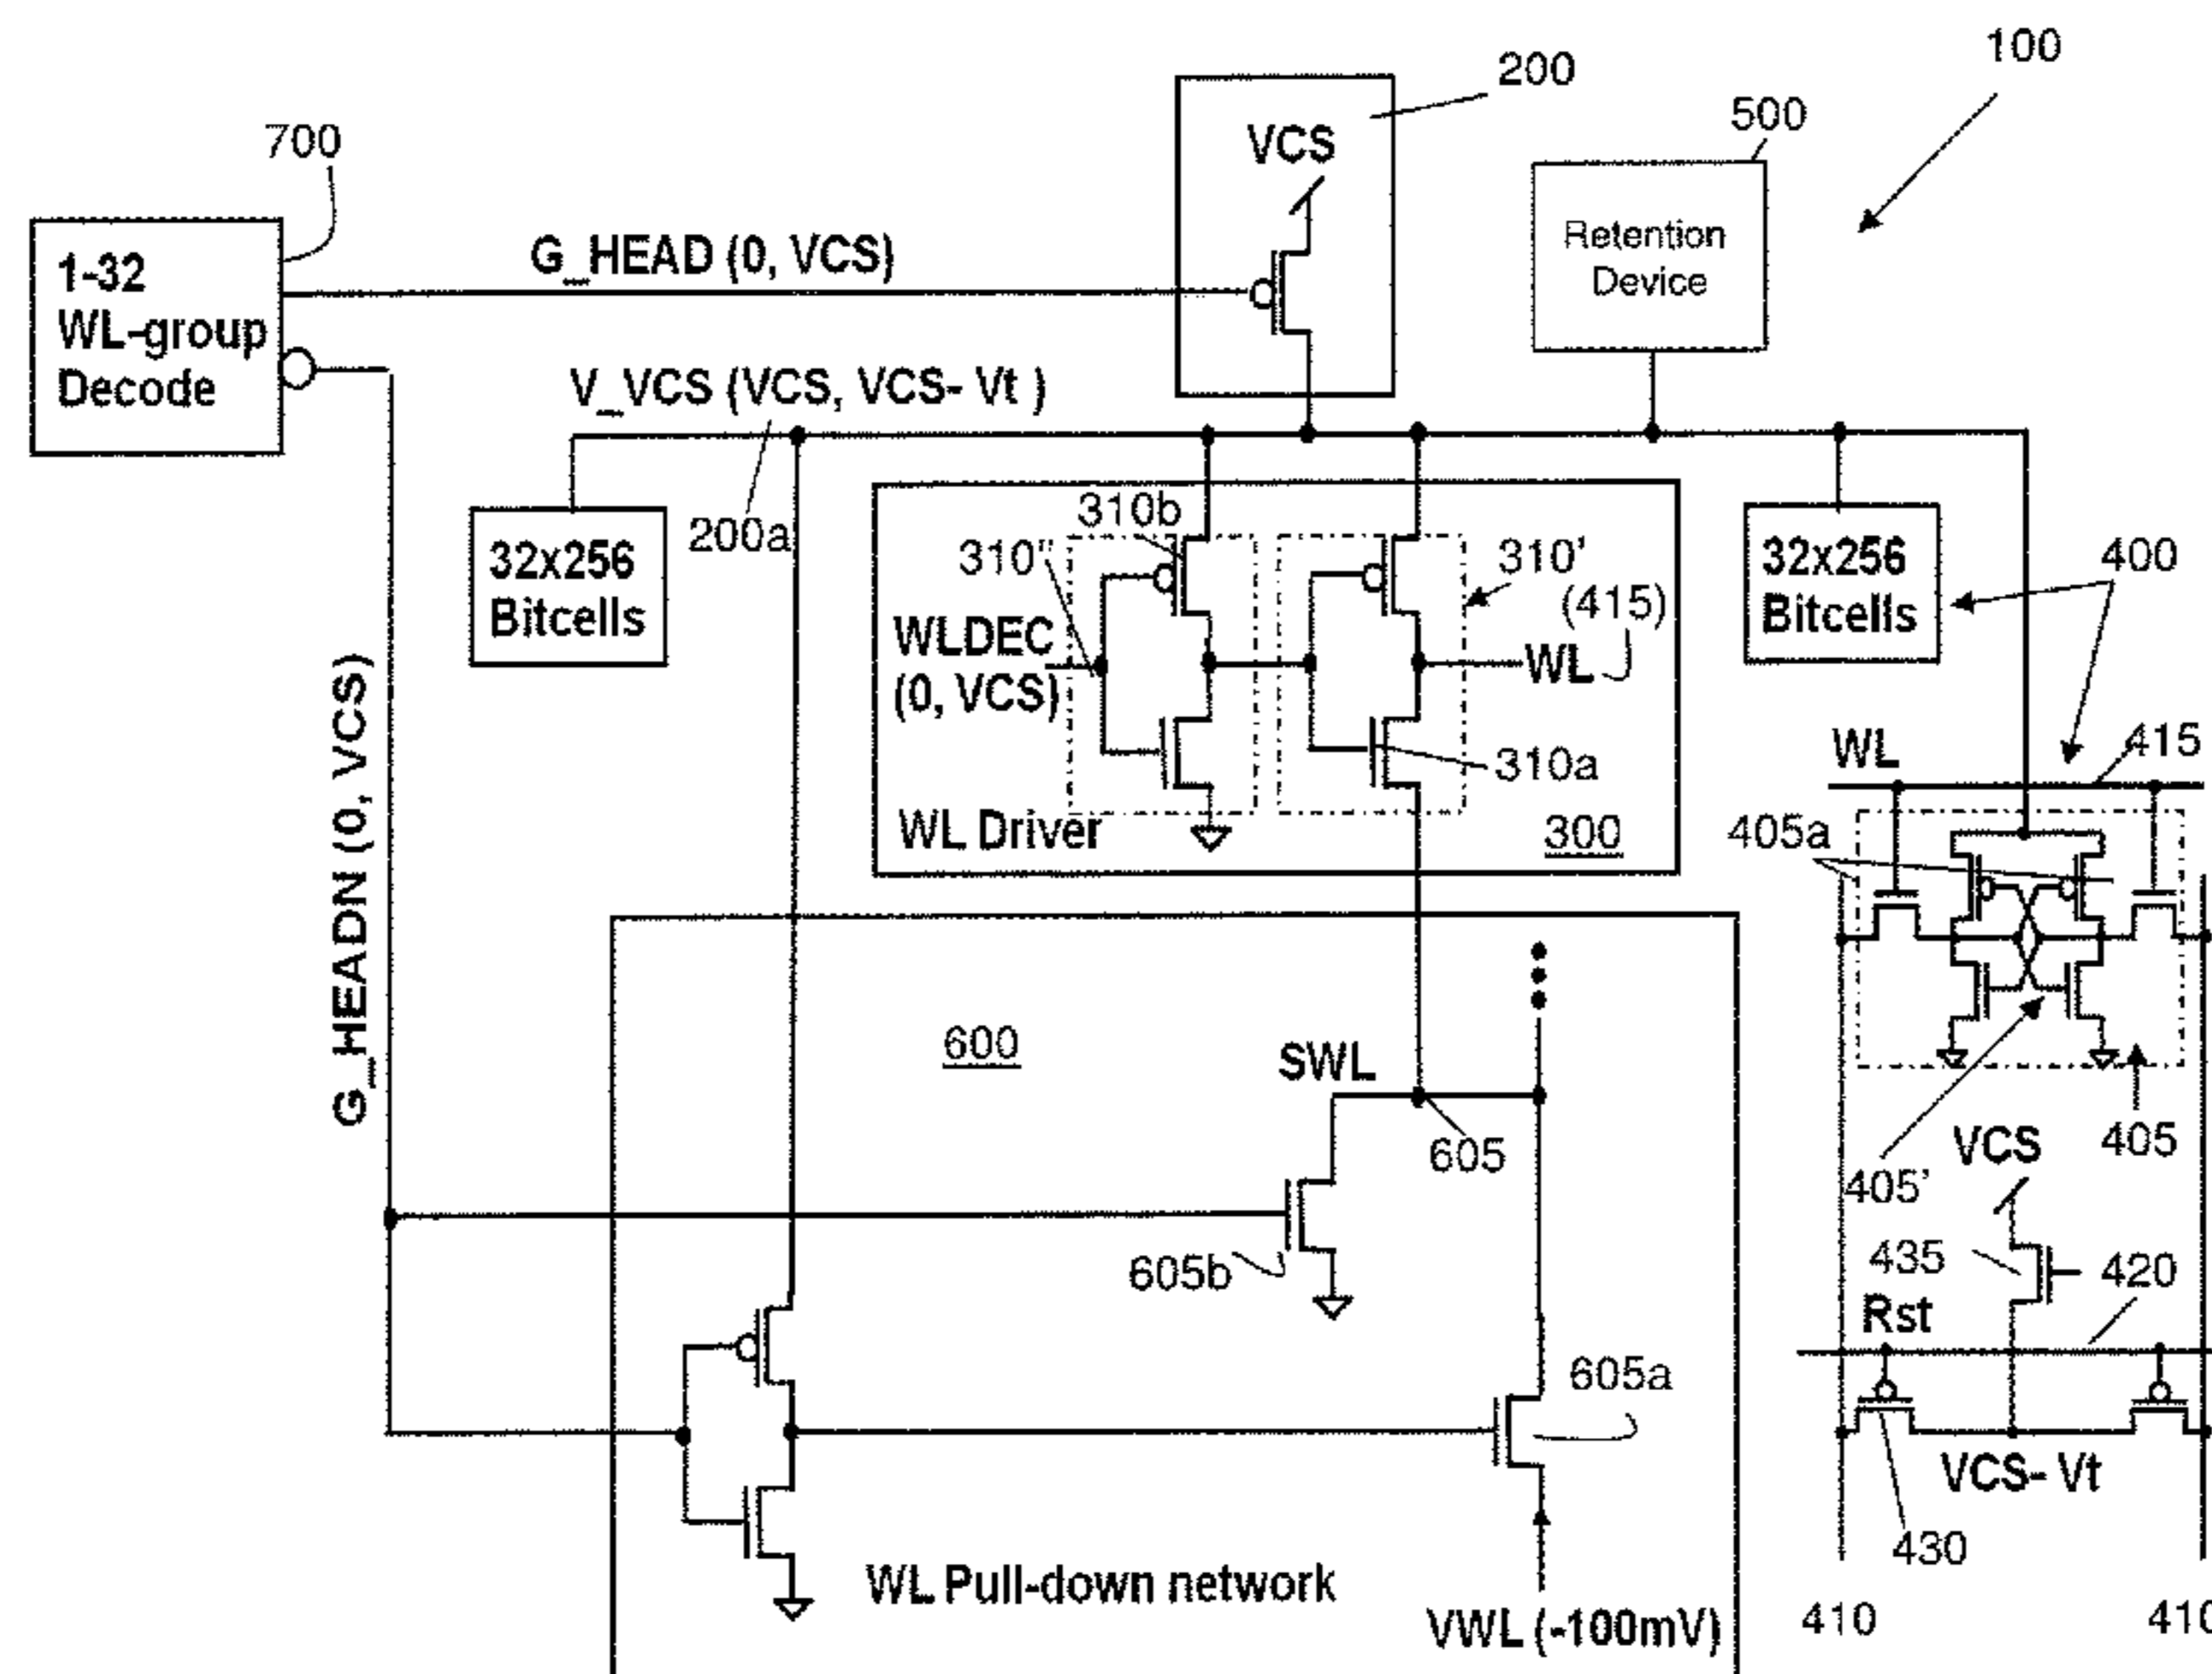 100
200
500
700
VCS
Retention
Device
1-32
WL-group
Decode
G_HEAD (0, VCS)
V_VCS (VCS, VCS- Vt )
200a
32x256
Bitcells
310b
310"
310'
(415)
WLDEC
(0, VCS)
WL
310a
WL Driver
300
32x256
Bitcells
400
WL
415
405a
G_HEADN (0, VCS)
600
SWL
605
605b
605a
405
405'
VCS
435
420
Rst
VCS- Vt
430
WL Pull-down network
VWL (-100mV)
410
410